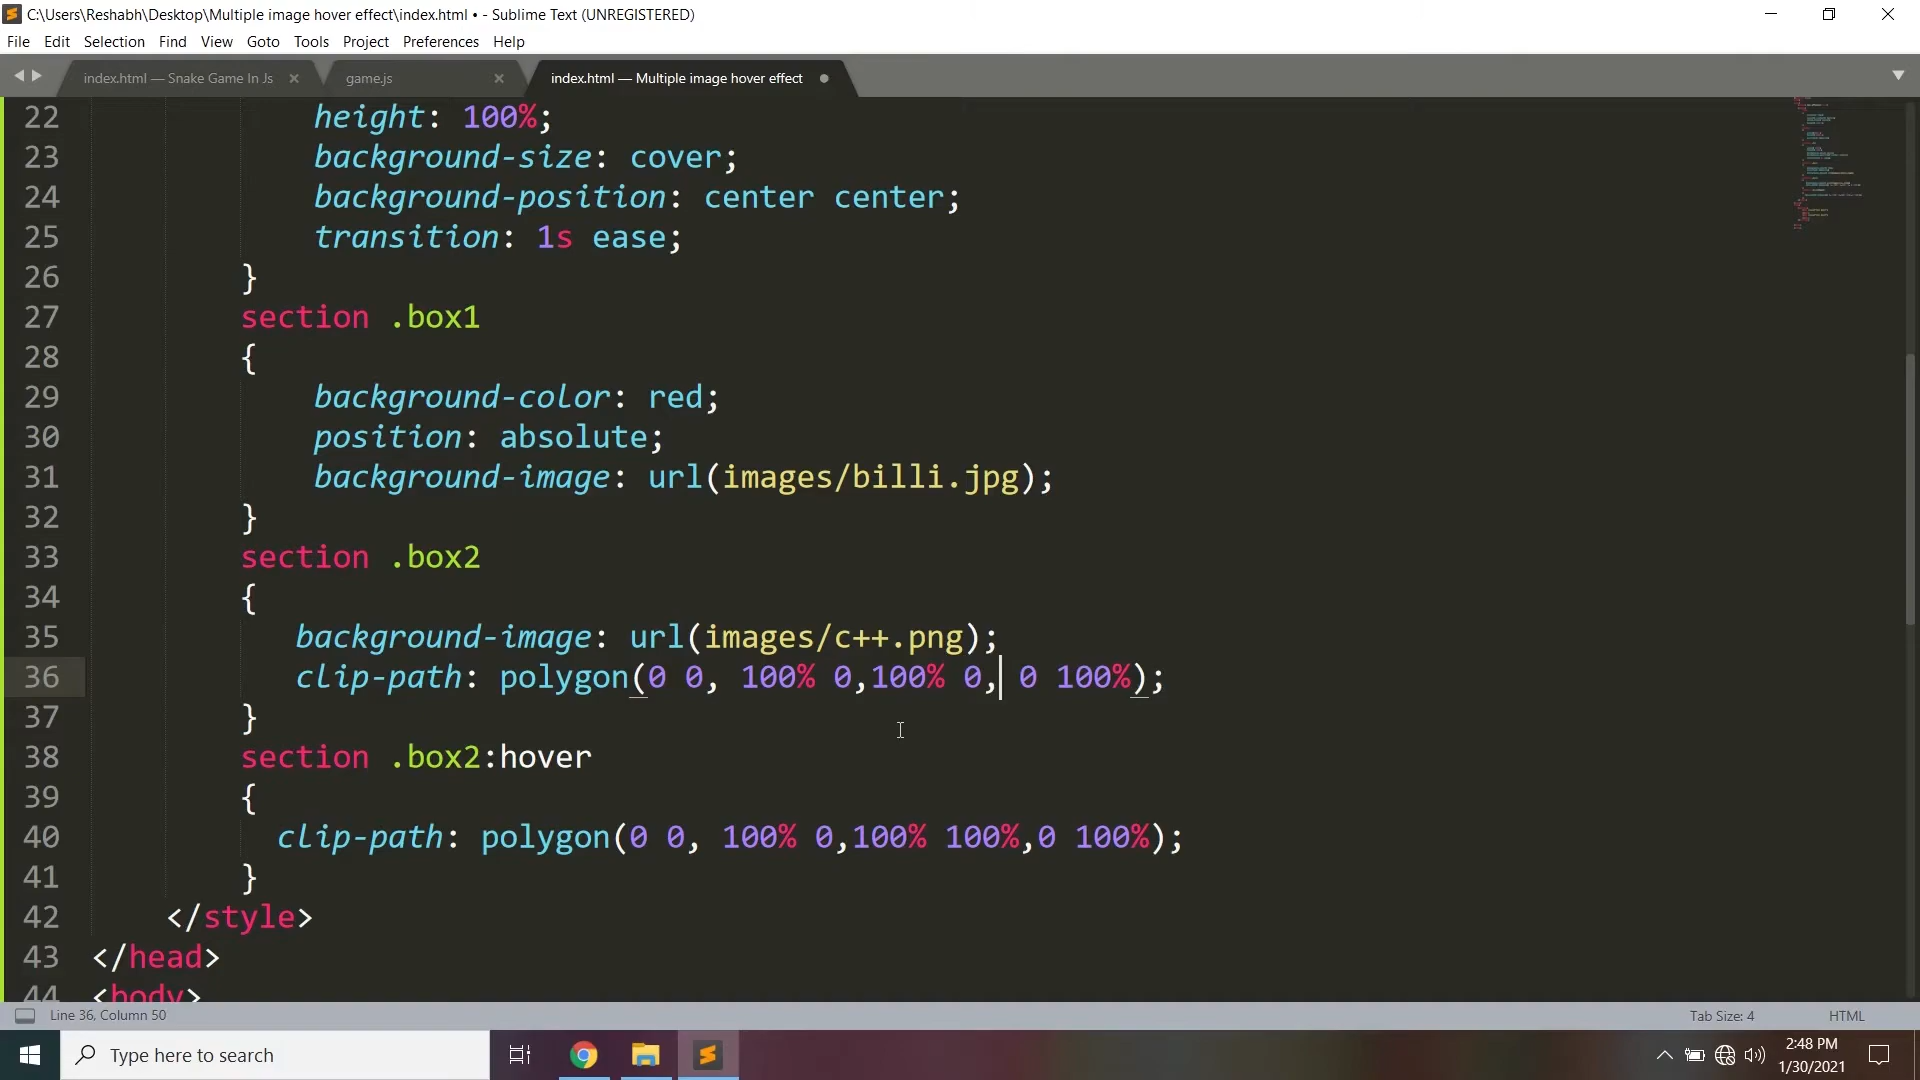 C:\Users\Reshabh\Desktop\Multiple image hover effect\index.html • - Sublime Text (UNREGISTERED)
File Edit Selection Find View Goto Tools Project Preferences Help
index.html — Snake Game In Js game.js index.html — Multiple image hover effect
22 height: 100%;
23 background-size: cover;
24 background-position: center center;
25 transition: 1s ease;
26 }
27 section .box1
28 {
29 background-color: red;
30 position: absolute;
31 background-image: url(images/billi.jpg);
32 }
33 section .box2
34 {
35 background-image: url(images/c++.png);
36 clip-path: polygon(0 0, 100% 0,100% 0, 0 100%);
37 }
38 section .box2:hover
39 {
40 clip-path: polygon(0 0, 100% 0,100% 100%,0 100%);
41 }
42 </style>
43 </head>
44 <body>
Line 36, Column 50 Tab Size: 4 HTML
Type here to search
2:48 PM
1/30/2021